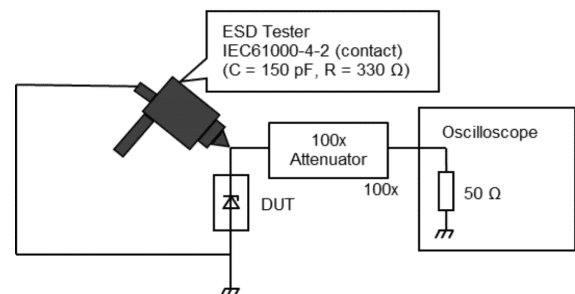 ESD Tester
IEC61000-4-2 (contact)
(C = 150 pF, R = 330 Ω)
100x
Attenuator
Oscilloscope
100x
50 Ω
DUT